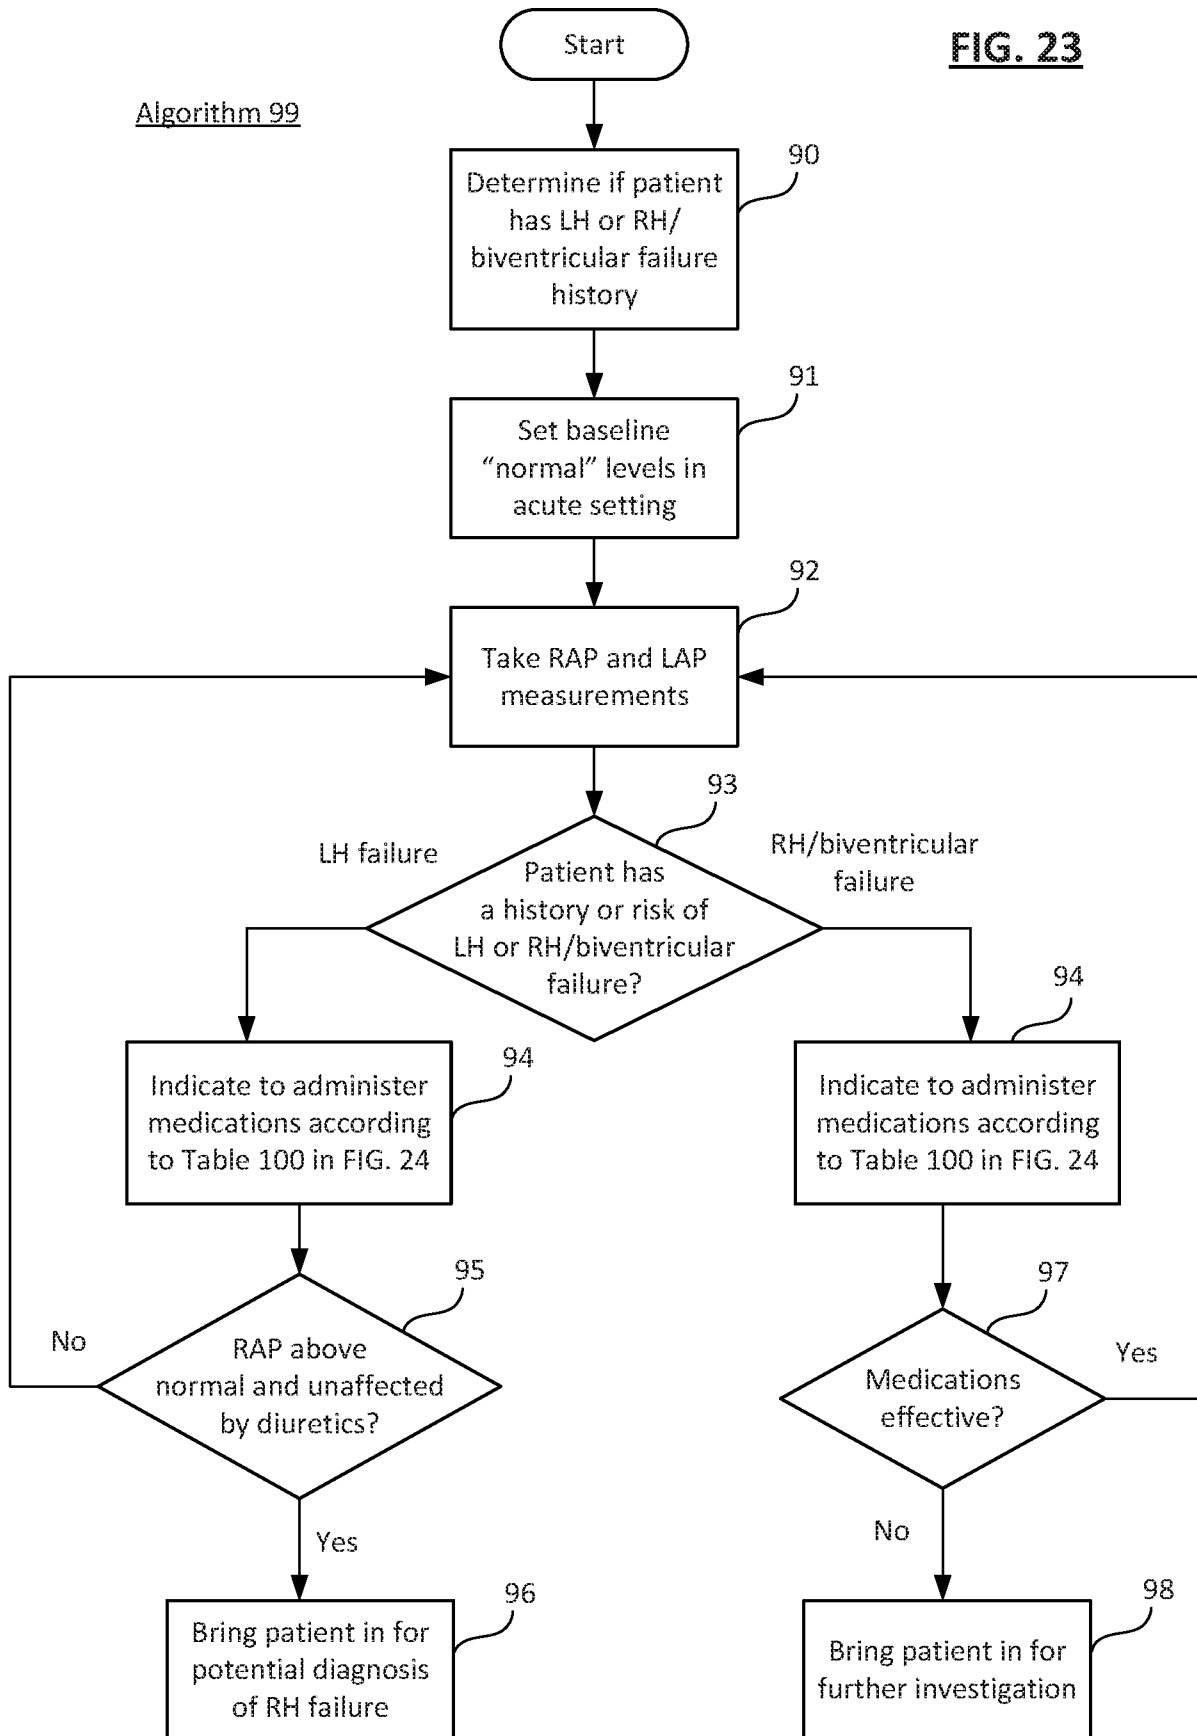 Start
FIG. 23
Algorithm 99
90
Determine if patient
has LH or RH/
biventricular failure
history
91
Set baseline
“normal” levels in
acute setting
92
Take RAP and LAP
measurements
93
LH failure
RH/biventricular
failure
Patient has
a history or risk of
LH or RH/biventricular
failure?
94
Indicate to administer
medications according
to Table 100 in FIG. 24
94
Indicate to administer
medications according
to Table 100 in FIG. 24
95
No
RAP above
normal and unaffected
by diuretics?
97
Yes
Medications
effective?
Yes
No
96
Bring patient in for
potential diagnosis
of RH failure
98
Bring patient in for
further investigation